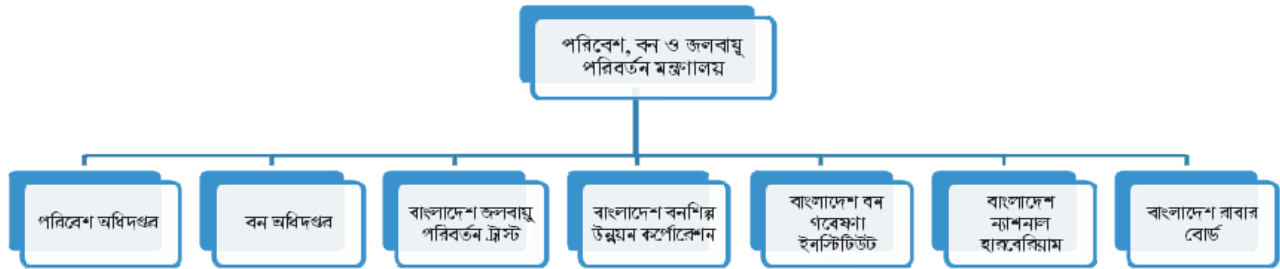 পরিবেশ, বন ও জলবায়ু
পরিবর্তন মন্ত্রণালয়
পরিবেশ অধিদপ্তর
বন অধিদপ্তর
বাংলাদেশ জলবায়ু
পরিবর্তন ট্রাস্ট
বাংলাদেশ বনশিল্প
উন্নয়ন কর্পোরেশন
বাংলাদেশ বন
গবেষণা
ইনস্টিটিউট
বাংলাদেশ
ন্যাশনাল
হারবেরিয়াম
বাংলাদেশ রাবার
বোর্ড